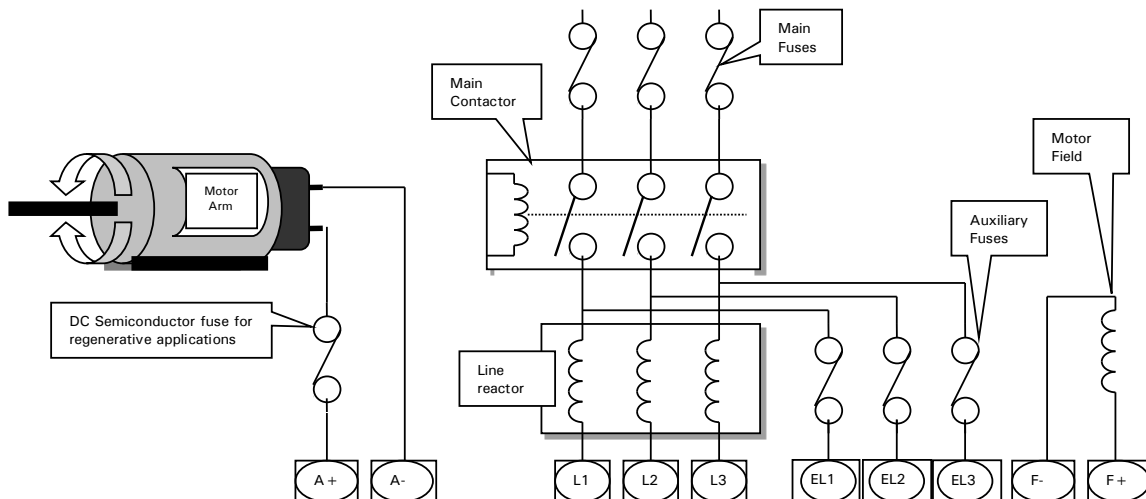 Main
Fuses
Main
Contactor
Motor
Field
Motor
Arm
Auxiliary
Fuses
DC Semiconductor fuse for
regenerative applications
Line
reactor
A+
A-
L1
L2
L3
EL1
EL2
EL3
F-
F+